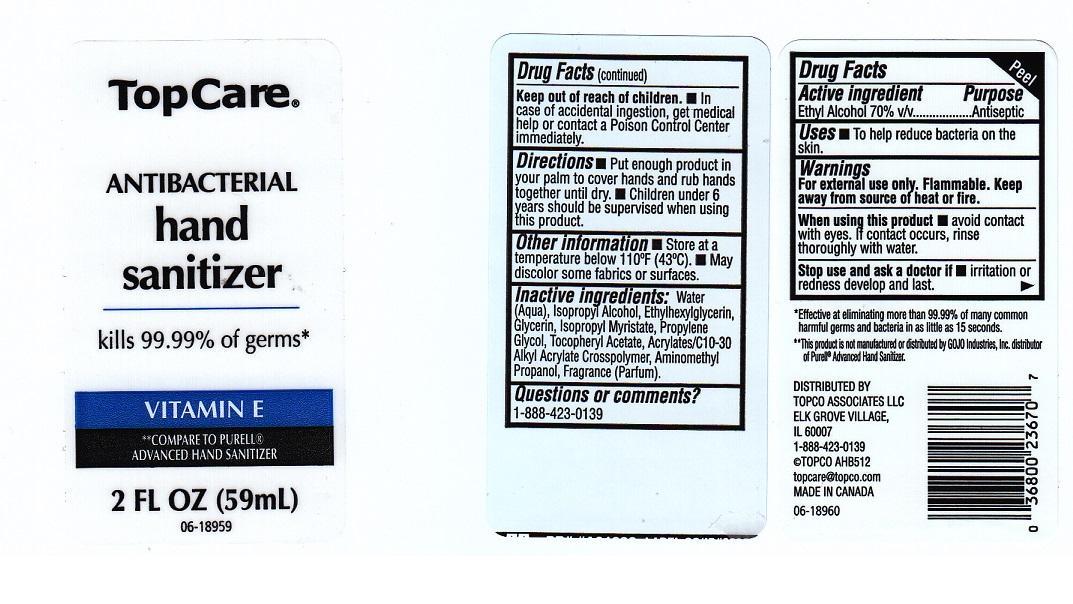 TopCare®
ANTIBACTERIAL
hand
sanitizer
kills 99.99% of germs*
VITAMIN E
**COMPARE TO PURELL®
ADVANCED HAND SANITIZER
2 FL OZ (59mL)
06-18959
Drug Facts (continued)
Keep out of reach of children. ■ In
case of accidental ingestion, get medical
help or contact a Poison Control Center
immediately.
Directions ■ Put enough product in
your palm to cover hands and rub hands
together until dry. ■ Children under 6
years should be supervised when using
this product.
Other information ■ Store at a
temperature below 110ºF (43ºC). ■ May
discolor some fabrics or surfaces.
Inactive ingredients: Water
(Aqua), Isopropyl Alcohol, Ethylhexylglycerin,
Glycerin, Isopropyl Myristate, Propylene
Glycol, Tocopheryl Acetate, Acrylates/C10-30
Alkyl Acrylate Crosspolymer, Aminomethyl
Propanol, Fragrance (Parfum).
Questions or comments?
1-888-423-0139
Peel
Drug Facts
Active ingredient Purpose
Ethyl Alcohol 70% v/v..................Antiseptic
Uses ■ To help reduce bacteria on the
skin.
Warnings
For external use only. Flammable. Keep
away from source of heat or fire.
When using this product ■ avoid contact
with eyes. If contact occurs, rinse
thoroughly with water.
Stop use and ask a doctor if ■ irritation or
redness develop and last.
*Effective at eliminating more than 99.99% of many common
harmful germs and bacteria in as little as 15 seconds.
**This product is not manufactured or distributed by GOJO Industries, Inc. distributor
of Purell® Advanced Hand Sanitizer.
DISTRIBUTED BY
TOPCO ASSOCIATES LLC
ELK GROVE VILLAGE,
IL 60007
1-888-423-0139
©TOPCO AHB512
topcare@topco.com
MADE IN CANADA
06-18960
0 36800 23670 7